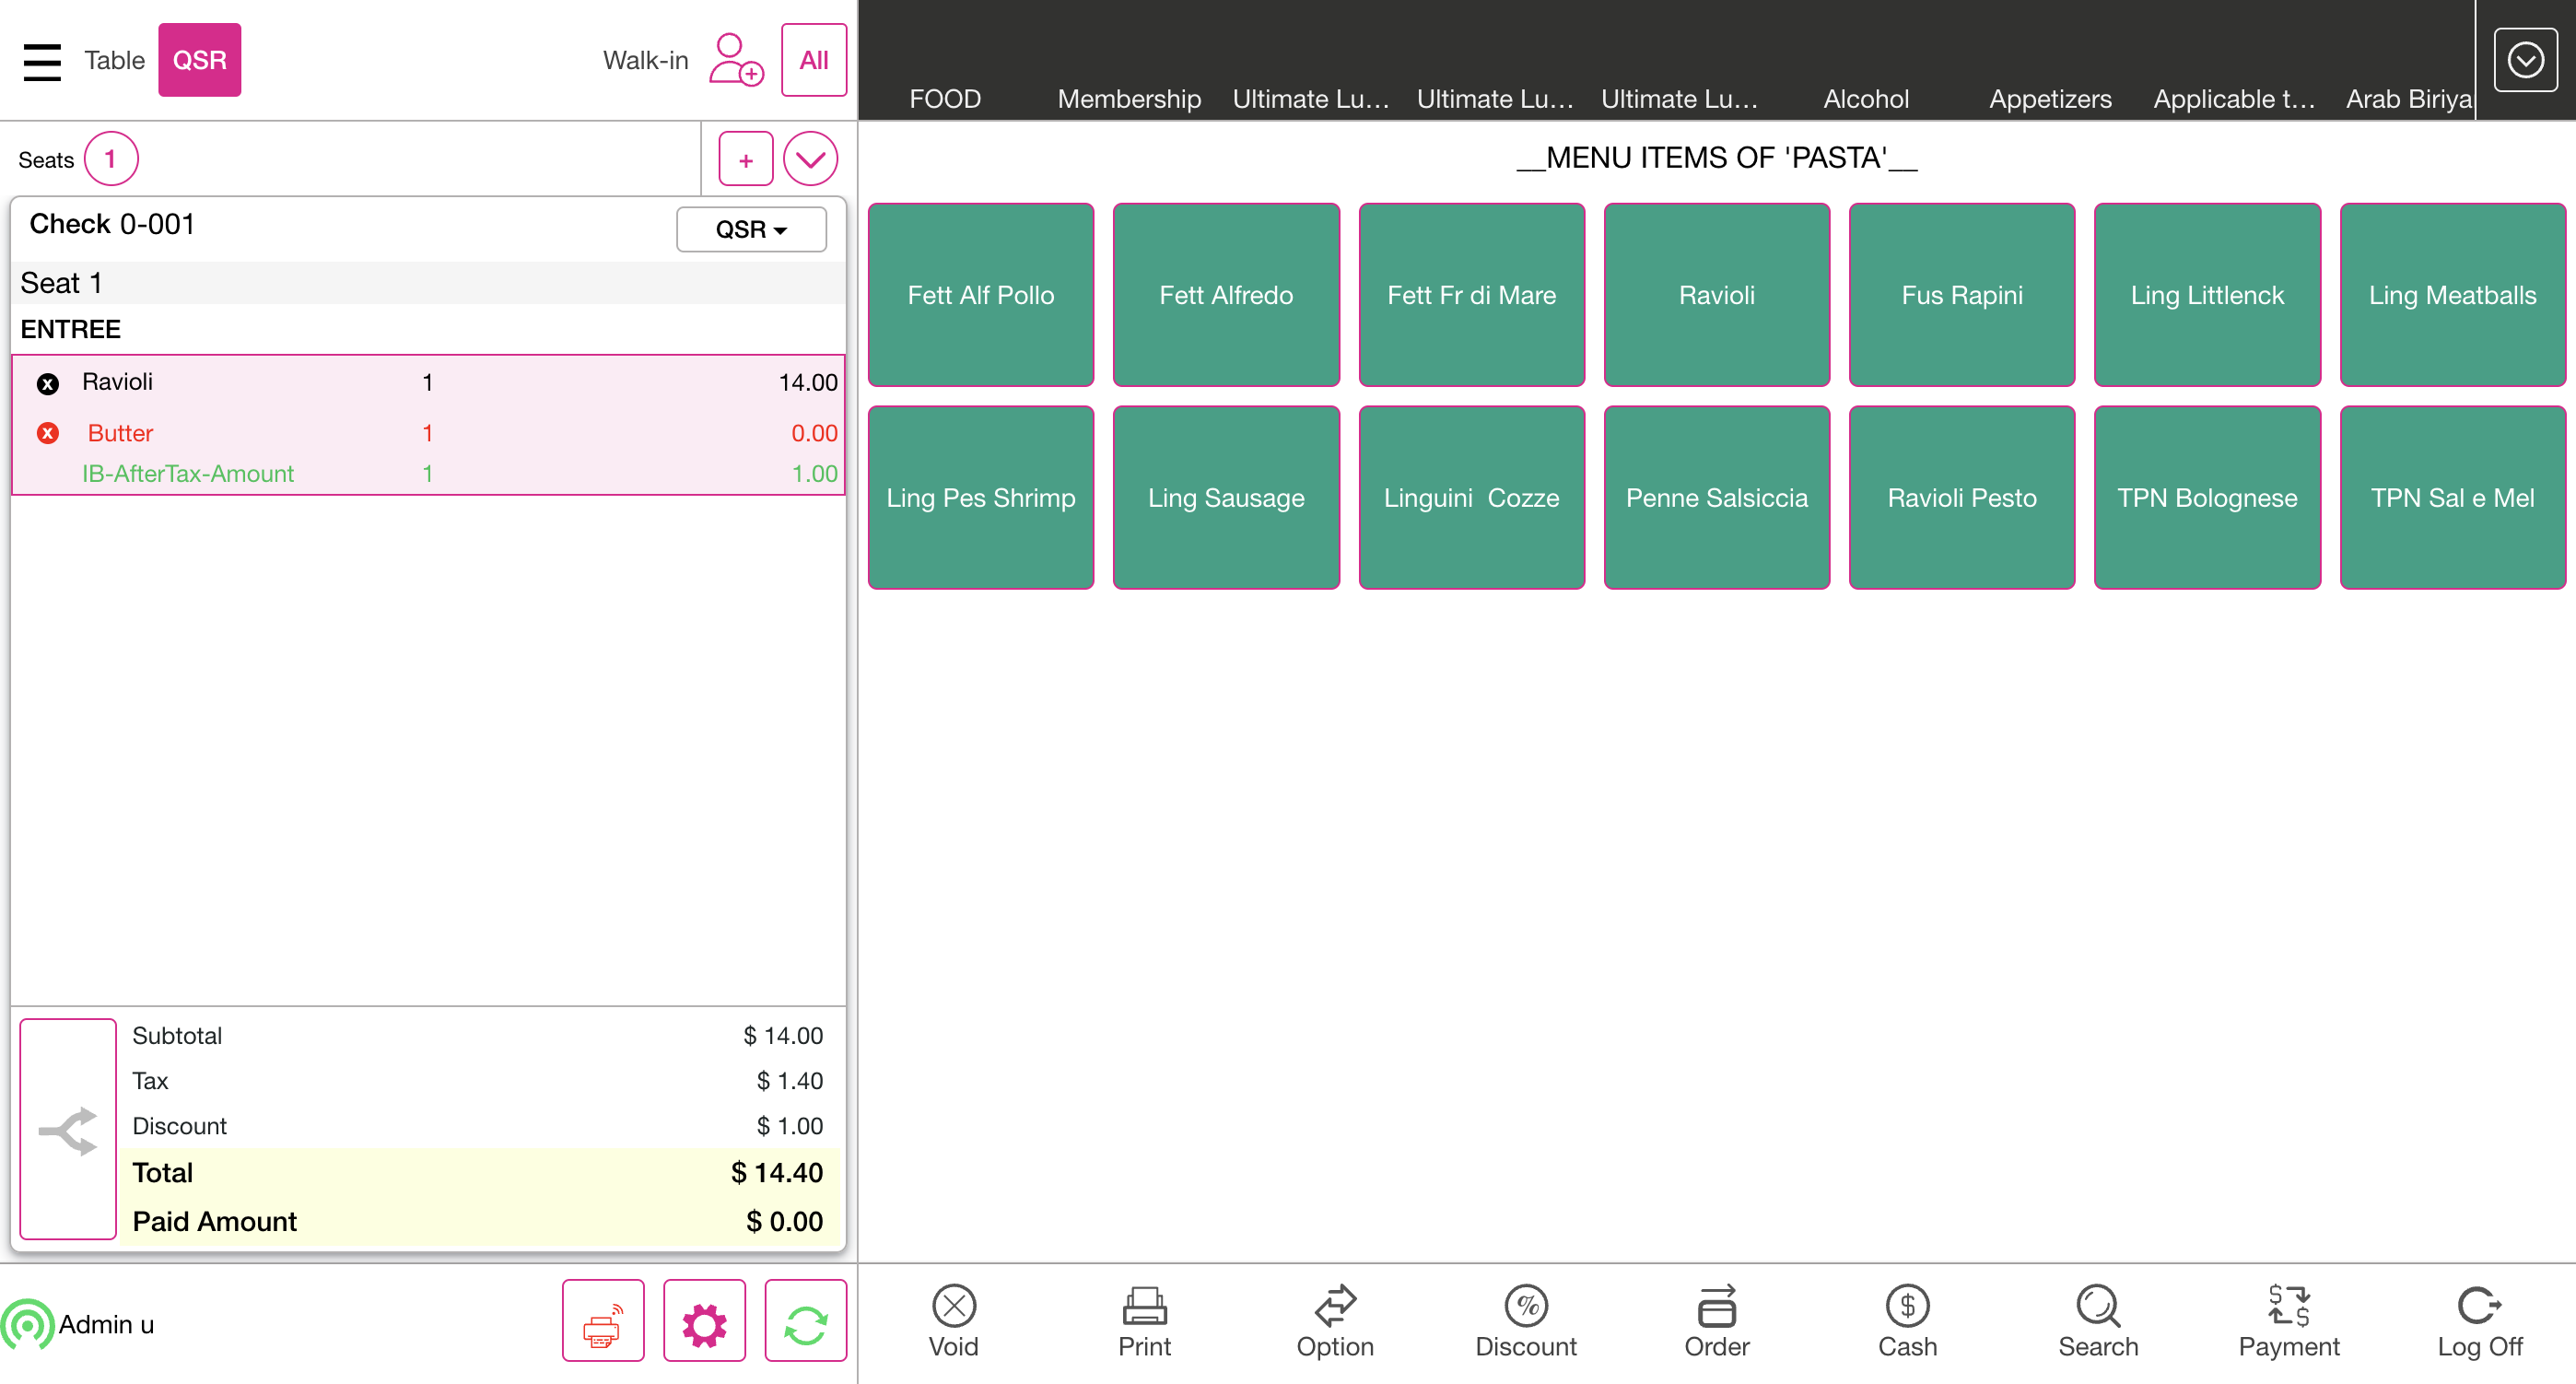 Table QSR Walk-in All
FOOD Membership Ultimate Lu... Ultimate Lu... Ultimate Lu... Alcohol Appetizers Applicable t... Arab Biriya
Seats 1 +
__MENU ITEMS OF 'PASTA'__
Check 0-001 QSR
Seat 1
ENTREE
x Ravioli 1 14.00
x Butter 1 0.00
IB-AfterTax-Amount 1 1.00
Fett Alf Pollo Fett Alfredo Fett Fr di Mare Ravioli Fus Rapini Ling Littlenck Ling Meatballs
Ling Pes Shrimp Ling Sausage Linguini  Cozze Penne Salsiccia Ravioli Pesto TPN Bolognese TPN Sal e Mel
Subtotal $ 14.00
Tax $ 1.40
Discount $ 1.00
Total $ 14.40
Paid Amount $ 0.00
Admin u
Void Print Option Discount Order Cash Search Payment Log Off